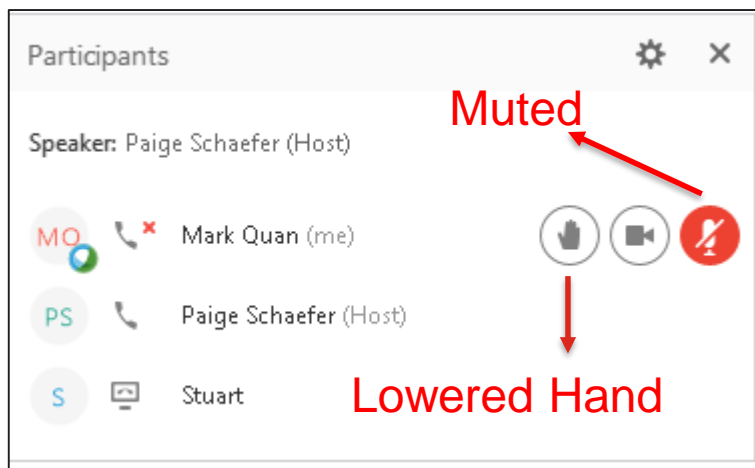 Participants
Muted
Speaker: Paige Schaefer (Host)
MQ Mark Quan (me)
PS Paige Schaefer (Host)
S Stuart
Lowered Hand